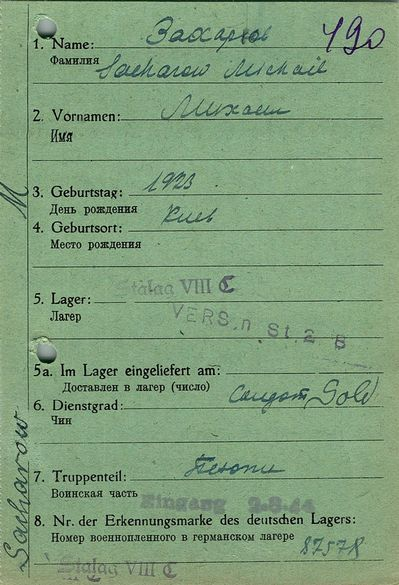 1. Name: Захаров 490
Фамилия
Sacharow Michail
2. Vornamen: Михаил
Имя
3. Geburtstag: 1923
День рождения
4. Geburtsort: Киев
Место рождения
Stalag VIII C
5. Lager:
Лагерь
VERS. n St. 2 B
5a. Im Lager eingeliefert am:
Доставлен в лагерь (число)
6. Dienstgrad: Солдат Sold
Чин
7. Truppenteil: Пехоты
Воинская часть
Eingang 9.8.44
8. Nr. der Erkennungsmarke des deutschen Lagers:
Номер военнопленного в германском лагере
87578
Stalag VIII C
M
Sacharow